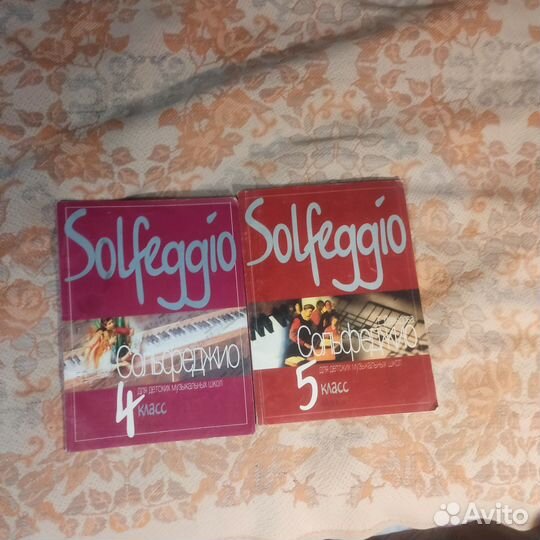 Solfeggio
Сольфеджио
для детских музыкальных школ
4 класс
Solfeggio
Сольфеджио
для детских музыкальных школ
5 класс
Avito